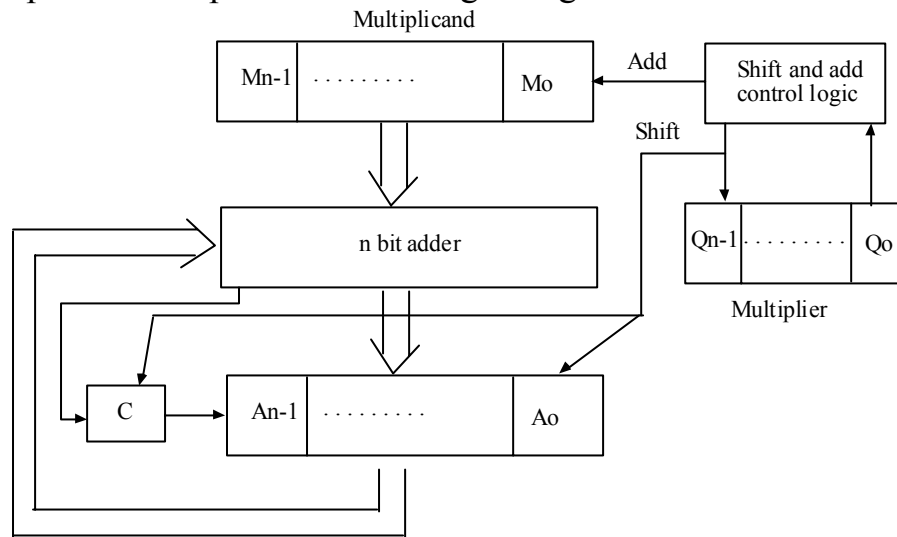 Multiplicand
Mn-1 . . . . . . . . . Mo
Add
Shift and add
control logic
Shift
n bit adder
Qn-1 . . . . . . . . . Qo
Multiplier
C
An-1 . . . . . . . . . Ao